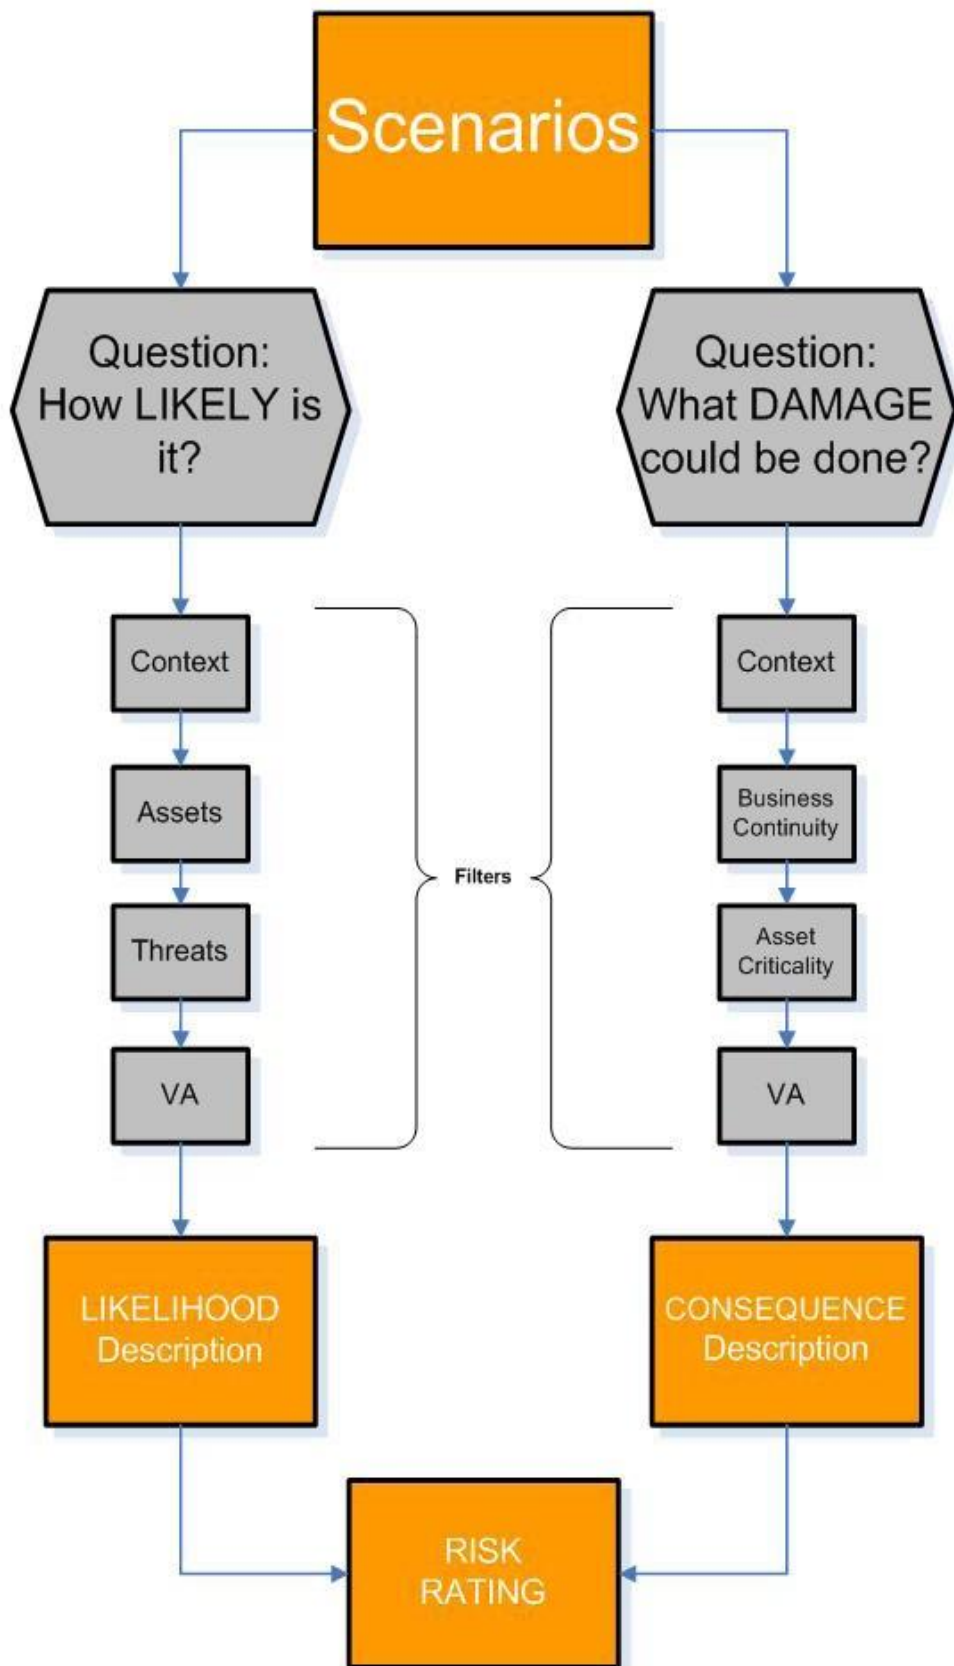 Scenarios
Question:
How LIKELY is
it?
Question:
What DAMAGE
could be done?
Context
Assets
Threats
VA
Filters
Context
Business
Continuity
Asset
Criticality
VA
LIKELIHOOD
Description
CONSEQUENCE
Description
RISK
RATING